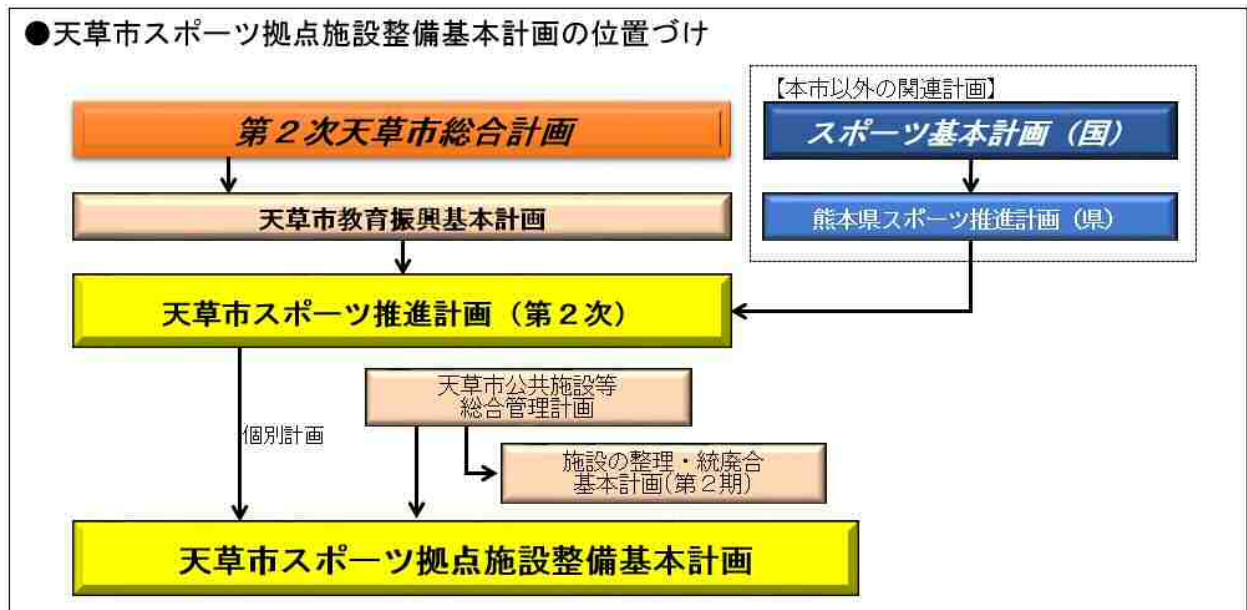 ●天草市スポーツ拠点施設整備基本計画の位置づけ
【本市以外の関連計画】
第２次天草市総合計画
スポーツ基本計画（国）
天草市教育振興基本計画
熊本県スポーツ推進計画（県）
天草市スポーツ推進計画（第２次）
天草市公共施設等
総合管理計画
個別計画
施設の整理・統廃合
基本計画(第２期)
天草市スポーツ拠点施設整備基本計画